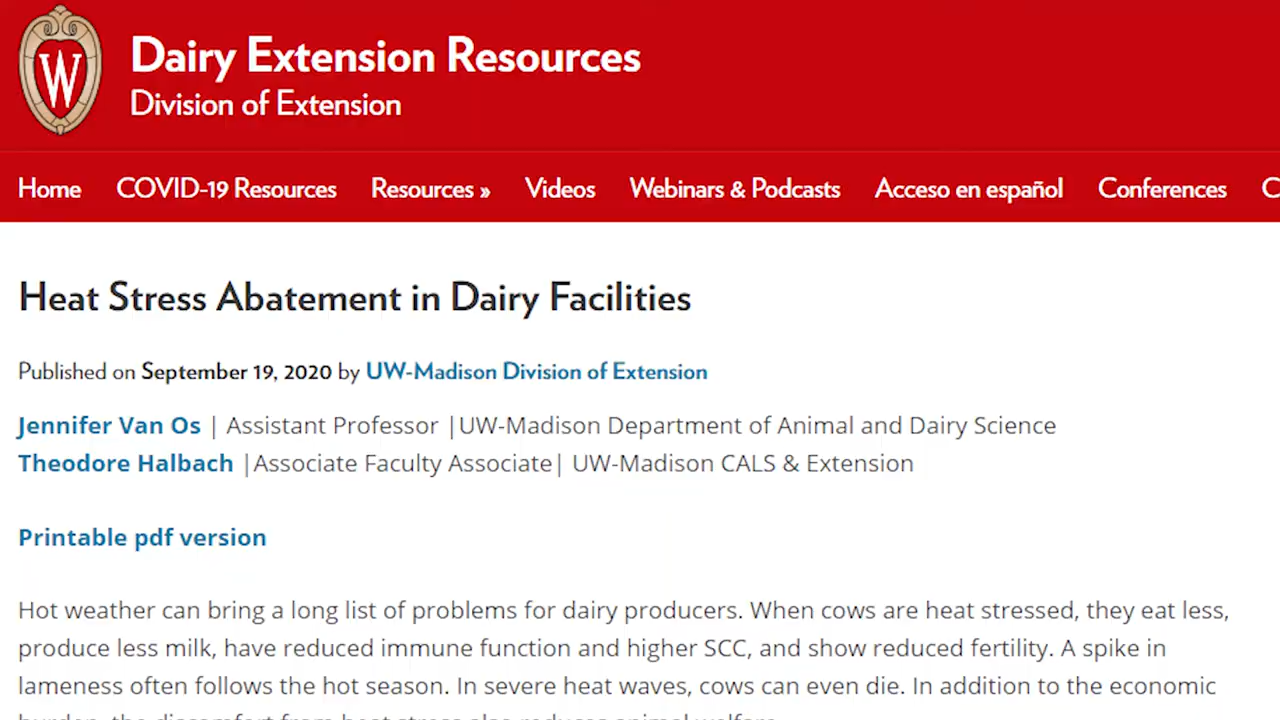 W
Dairy Extension Resources
Division of Extension
Home COVID-19 Resources Resources » Videos Webinars & Podcasts Acceso en español Conferences
Heat Stress Abatement in Dairy Facilities
Published on September 19, 2020 by UW-Madison Division of Extension
Jennifer Van Os | Assistant Professor |UW-Madison Department of Animal and Dairy Science
Theodore Halbach |Associate Faculty Associate| UW-Madison CALS & Extension
Printable pdf version
Hot weather can bring a long list of problems for dairy producers. When cows are heat stressed, they eat less,
produce less milk, have reduced immune function and higher SCC, and show reduced fertility. A spike in
lameness often follows the hot season. In severe heat waves, cows can even die. In addition to the economic